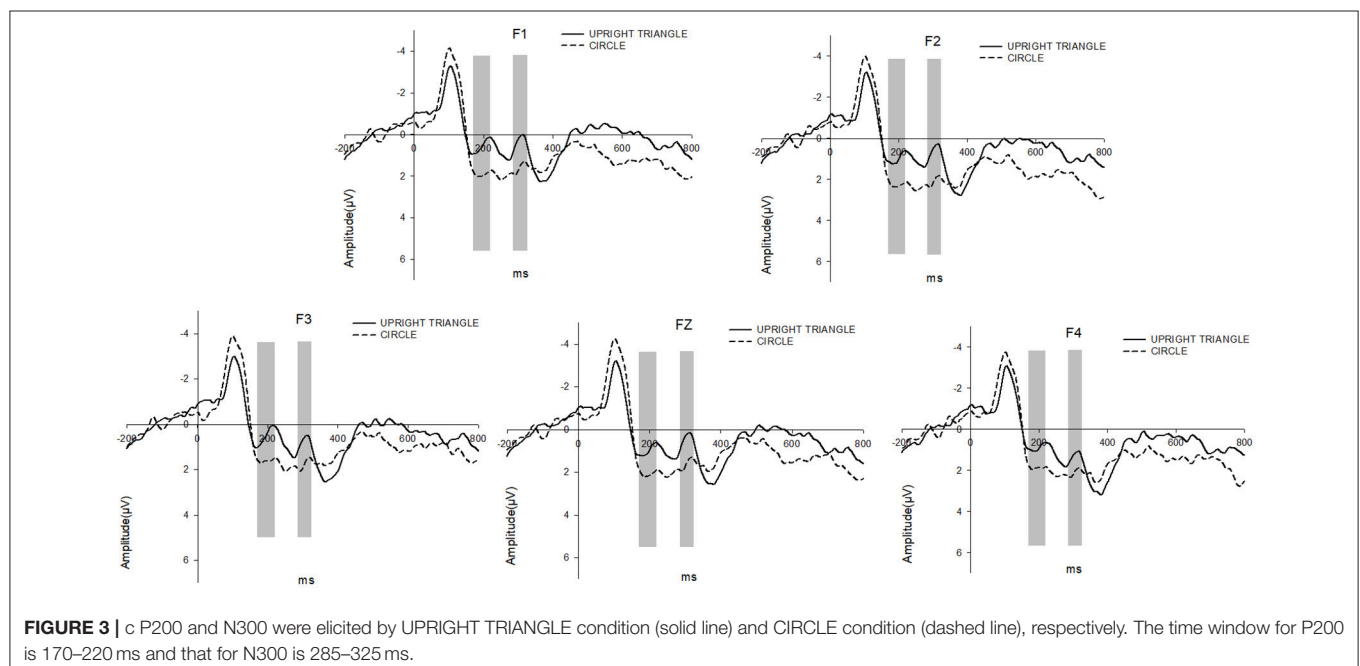 F1
UPRIGHT TRIANGLE
CIRCLE
-4
-2
0
2
4
6
-200
0
200
400
600
800
Amplitude(µV)
ms
F2
UPRIGHT TRIANGLE
CIRCLE
-4
-2
0
2
4
6
-200
0
200
400
600
800
Amplitude(µV)
ms
F3
UPRIGHT TRIANGLE
CIRCLE
-4
-2
0
2
4
6
-200
0
200
400
600
800
Amplitude(µV)
ms
FZ
UPRIGHT TRIANGLE
CIRCLE
-4
-2
0
2
4
6
-200
0
200
400
600
800
Amplitude(µV)
ms
F4
UPRIGHT TRIANGLE
CIRCLE
-4
-2
0
2
4
6
-200
0
200
400
600
800
Amplitude(µV)
ms
FIGURE 3 | c P200 and N300 were elicited by UPRIGHT TRIANGLE condition (solid line) and CIRCLE condition (dashed line), respectively. The time window for P200
is 170–220 ms and that for N300 is 285–325 ms.